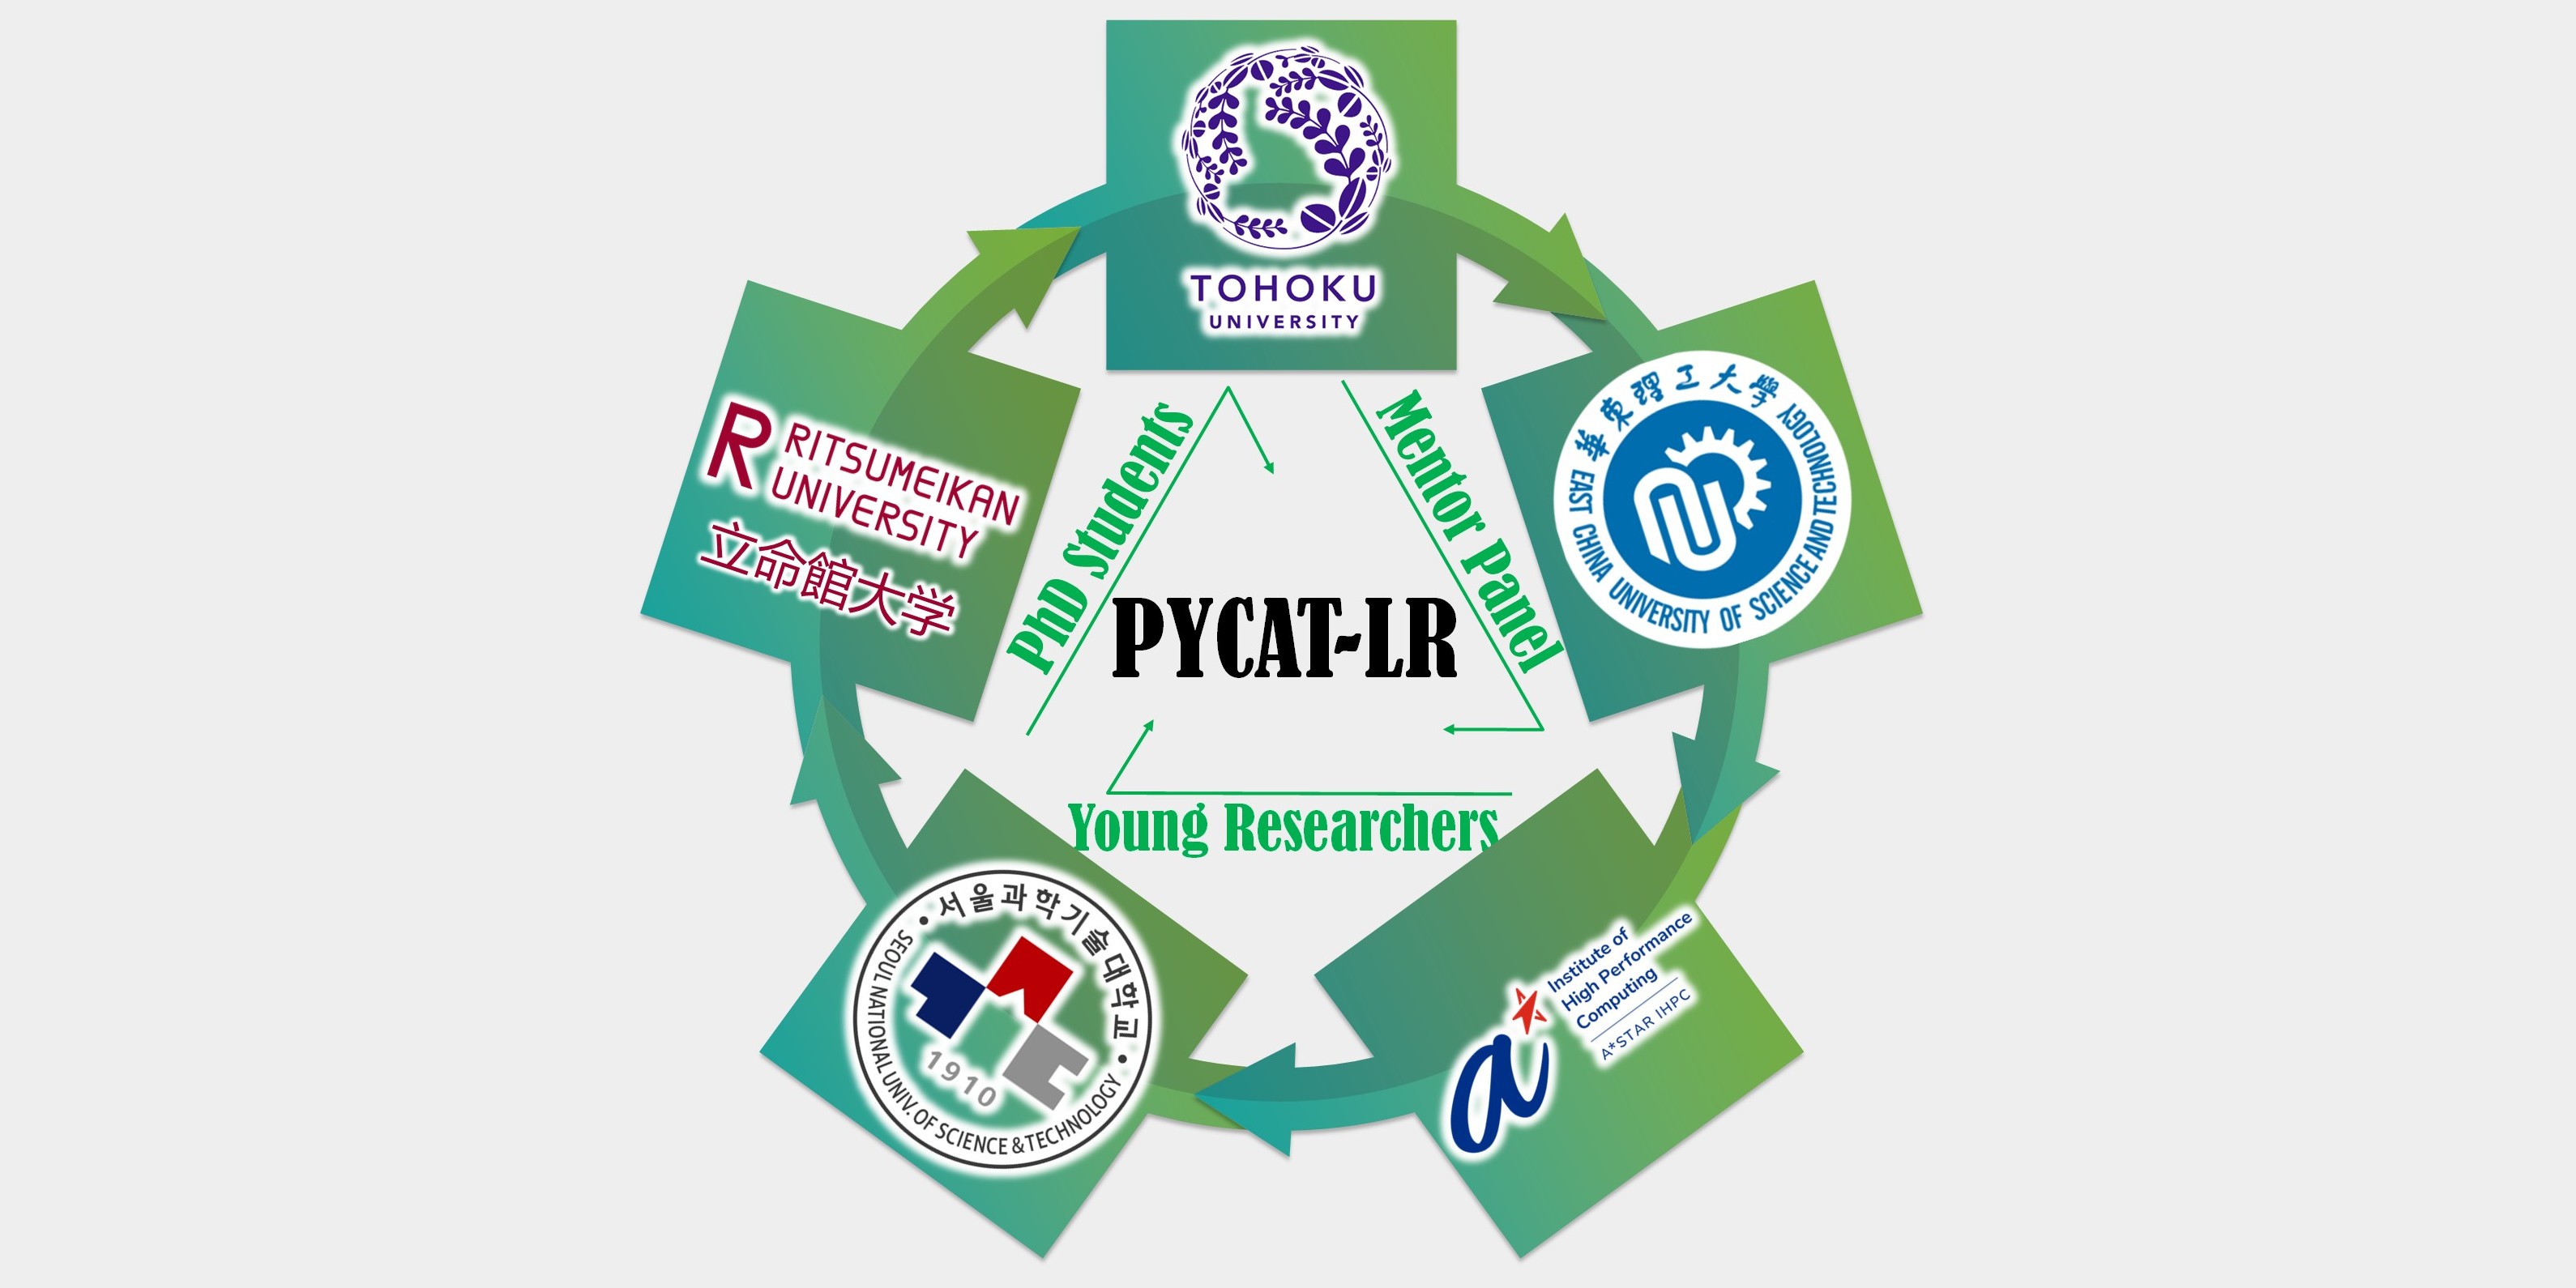 TOHOKU
UNIVERSITY
RITSUMEIKAN
UNIVERSITY
立命館大学
華東理工大學
EAST CHINA UNIVERSITY OF SCIENCE AND TECHNOLOGY
PhD Students
Mentor Panel
PYCAT-LR
Young Researchers
서울과학기술대학교
SEOUL NATIONAL UNIV. OF SCIENCE & TECHNOLOGY
1910
Institute of
High Performance
Computing
A*STAR IHPC